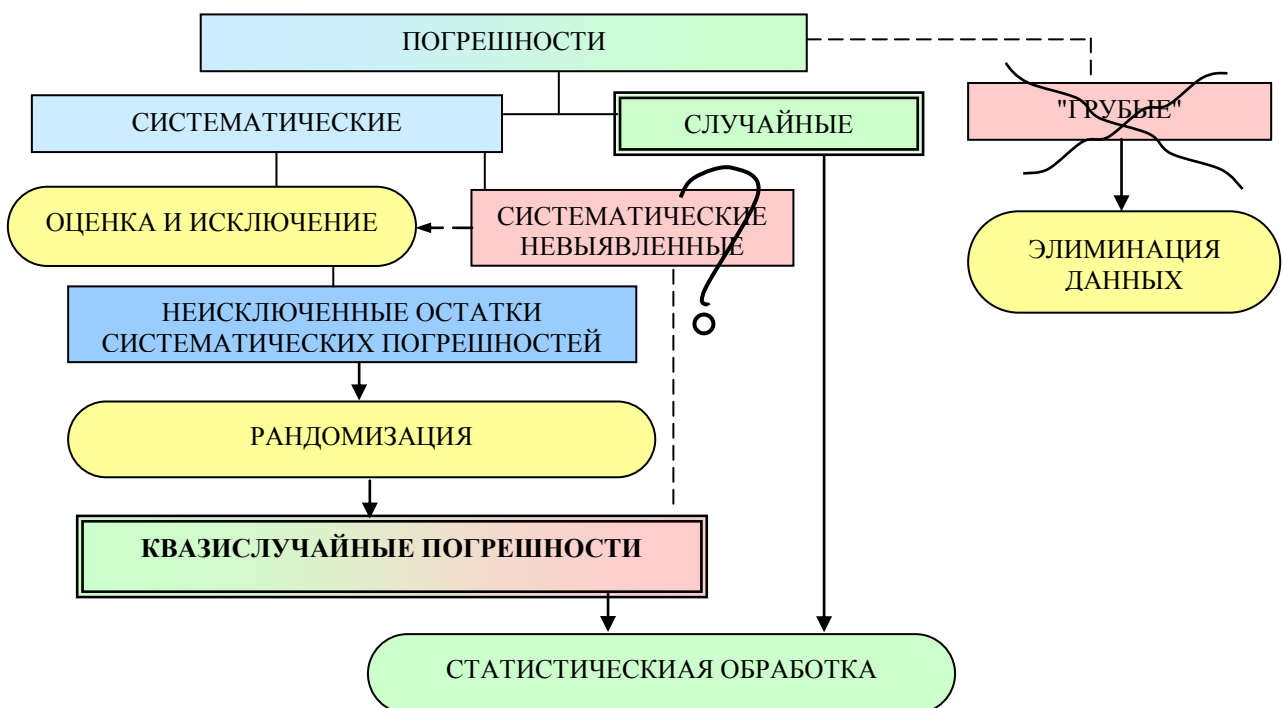 ПОГРЕШНОСТИ
СИСТЕМАТИЧЕСКИЕ
СЛУЧАЙНЫЕ
"ГРУБЫЕ"
ОЦЕНКА И ИСКЛЮЧЕНИЕ
СИСТЕМАТИЧЕСКИЕ
НЕВЫЯВЛЕННЫЕ
?
ЭЛИМИНАЦИЯ
ДАННЫХ
НЕИСКЛЮЧЕННЫЕ ОСТАТКИ
СИСТЕМАТИЧЕСКИХ ПОГРЕШНОСТЕЙ
РАНДОМИЗАЦИЯ
КВАЗИСЛУЧАЙНЫЕ ПОГРЕШНОСТИ
СТАТИСТИЧЕСКИАЯ ОБРАБОТКА